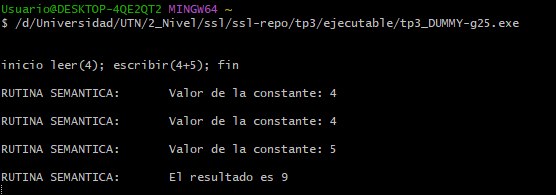 Usuario@DESKTOP-4QE2QT2 MINGW64 ~
$ /d/Universidad/UTN/2_Nivel/ssl/ssl-repo/tp3/ejecutable/tp3_DUMMY-g25.exe
inicio leer(4); escribir(4+5); fin
RUTINA SEMANTICA: Valor de la constante: 4
RUTINA SEMANTICA: Valor de la constante: 4
RUTINA SEMANTICA: Valor de la constante: 5
RUTINA SEMANTICA: El resultado es 9